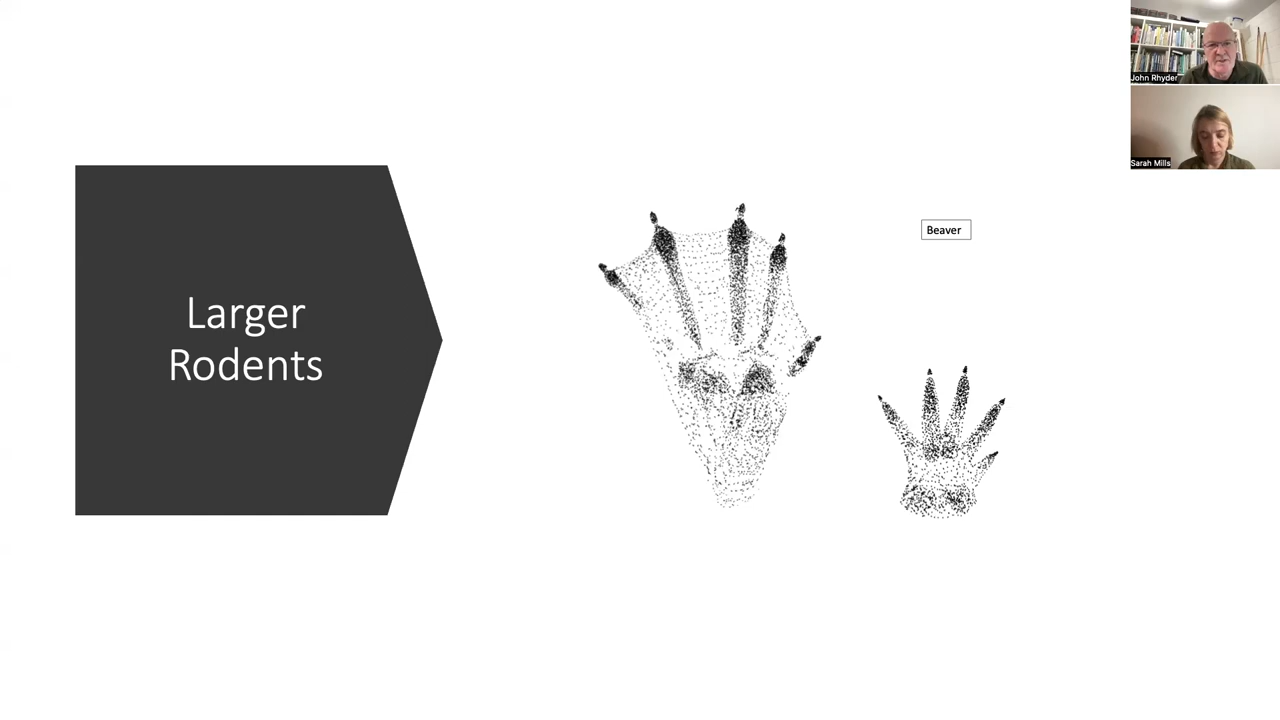 Larger
Rodents
Beaver
John Rhyder
Sarah Mills